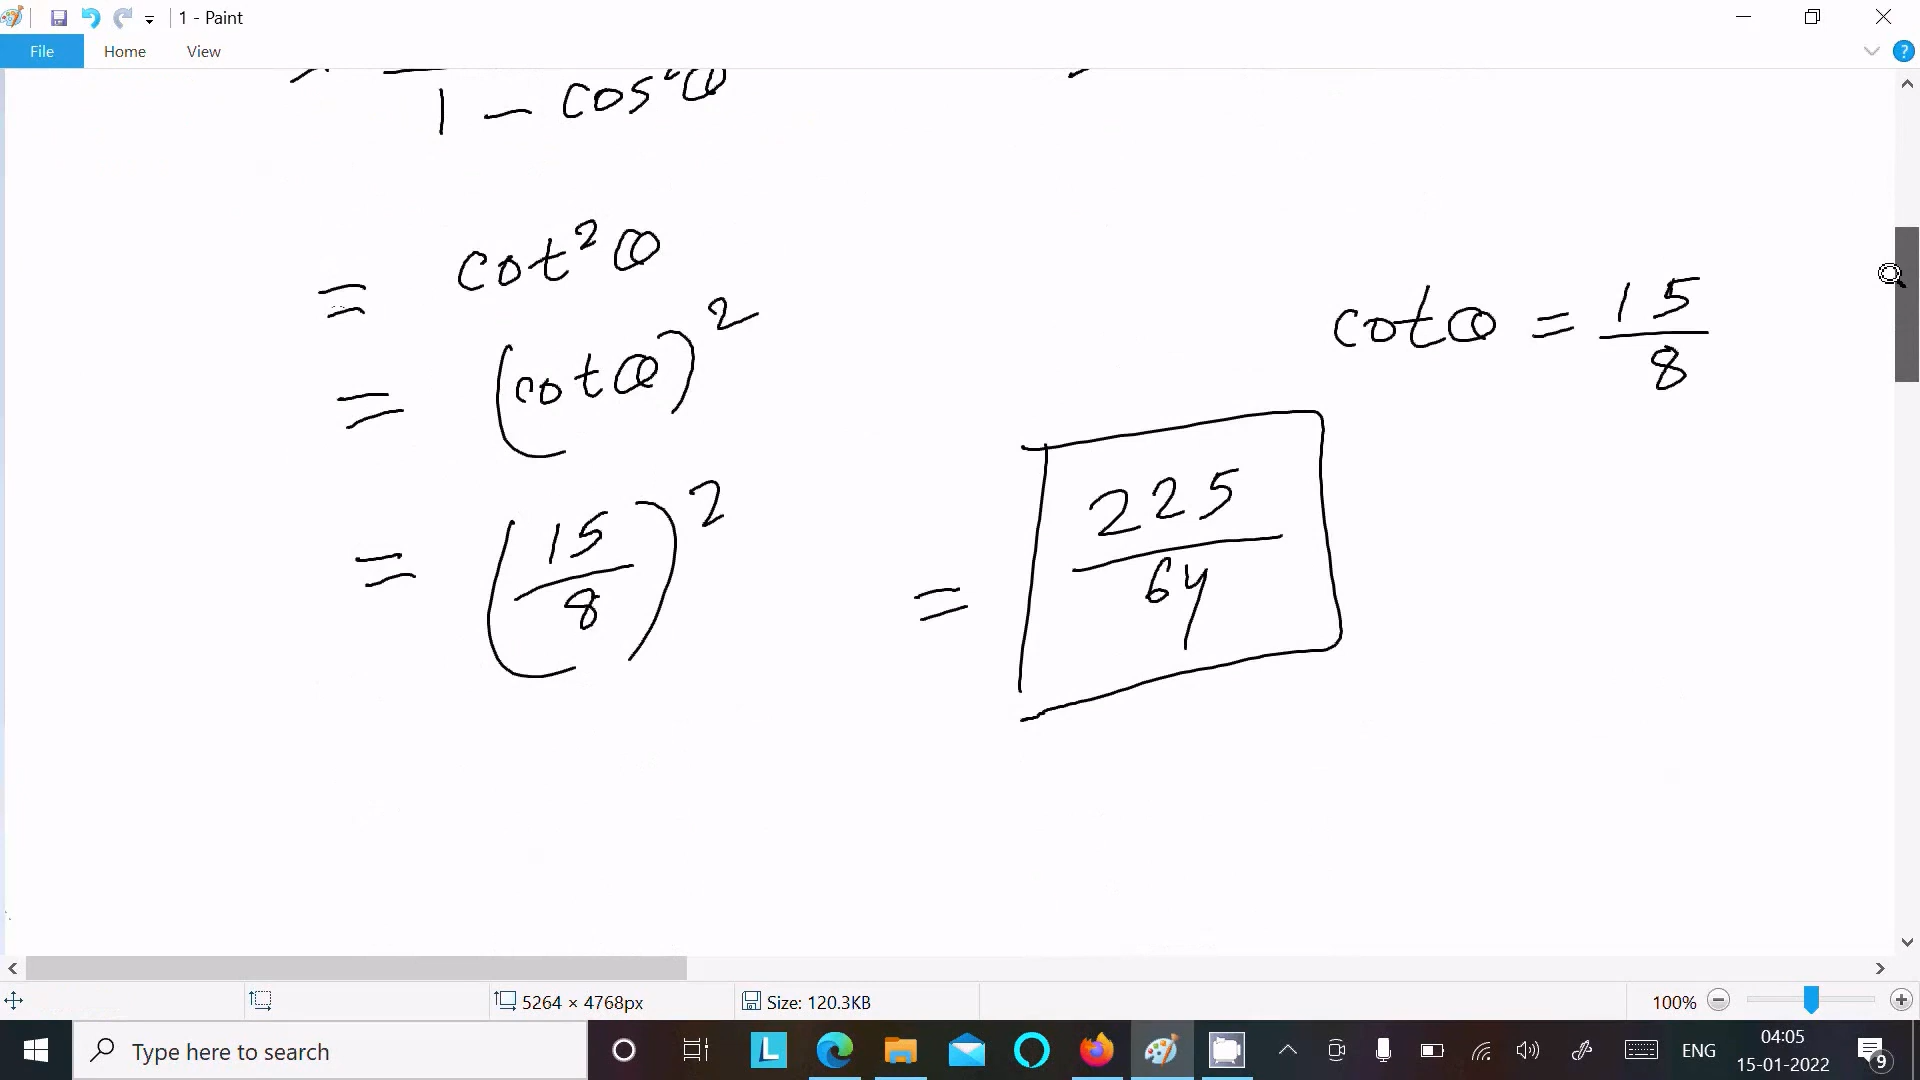 1 - Paint
File Home View
1 - cos²θ
= cot²θ
cotθ = 15/8
= (cotθ)²
= (15/8)² = 225/64
5264 × 4768px Size: 120.3KB 100%
Type here to search
L
ENG
04:05
15-01-2022
9